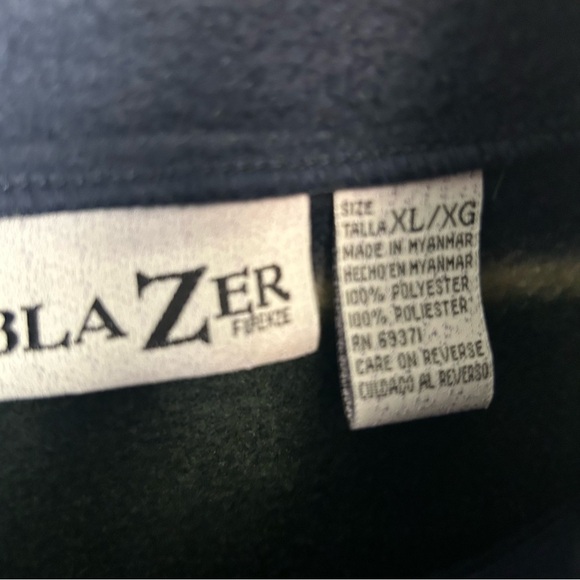 BLAZER
FIRENZE
SIZE
TALLA XL/XG
MADE IN MYANMAR
HECHO EN MYANMAR
100% POLYESTER
100% POLIESTER
RN 69371
CARE ON REVERSE
CUIDADO AL REVERSO